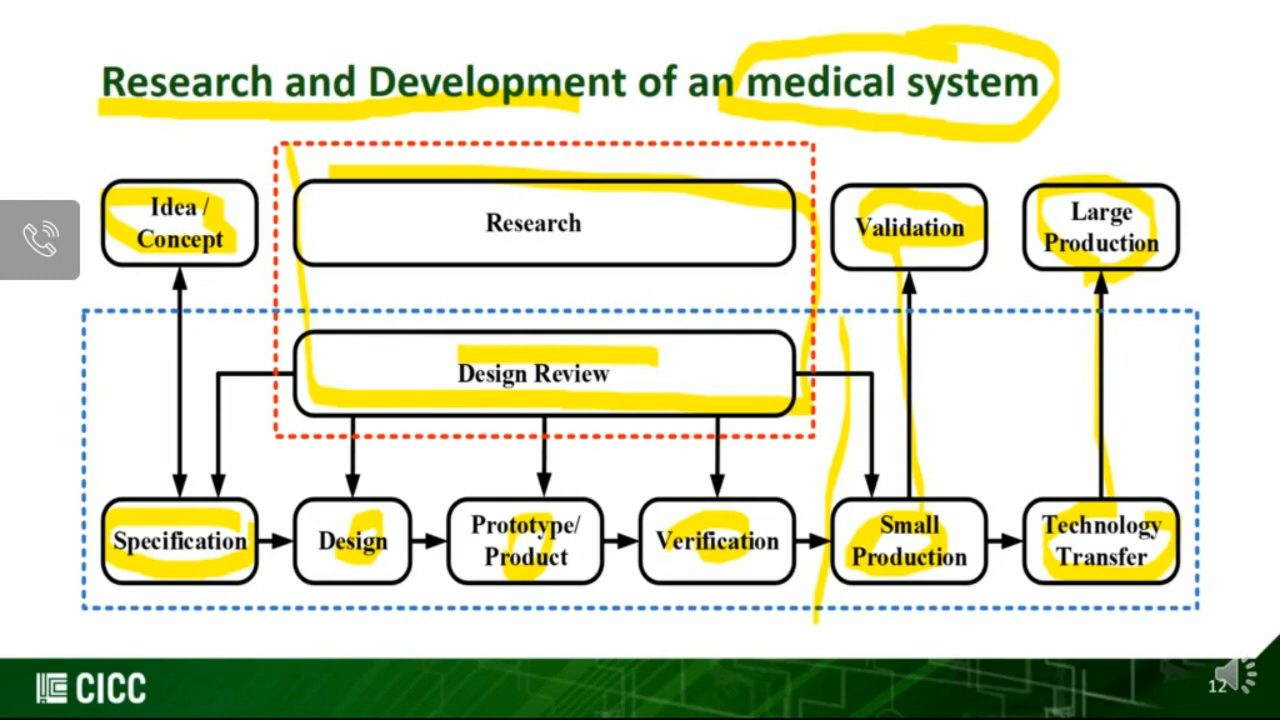 Research and Development of an medical system
Idea /
Concept
Research
Validation
Large
Production
Design Review
Specification
Design
Prototype/
Product
Verification
Small
Production
Technology
Transfer
CICC
12